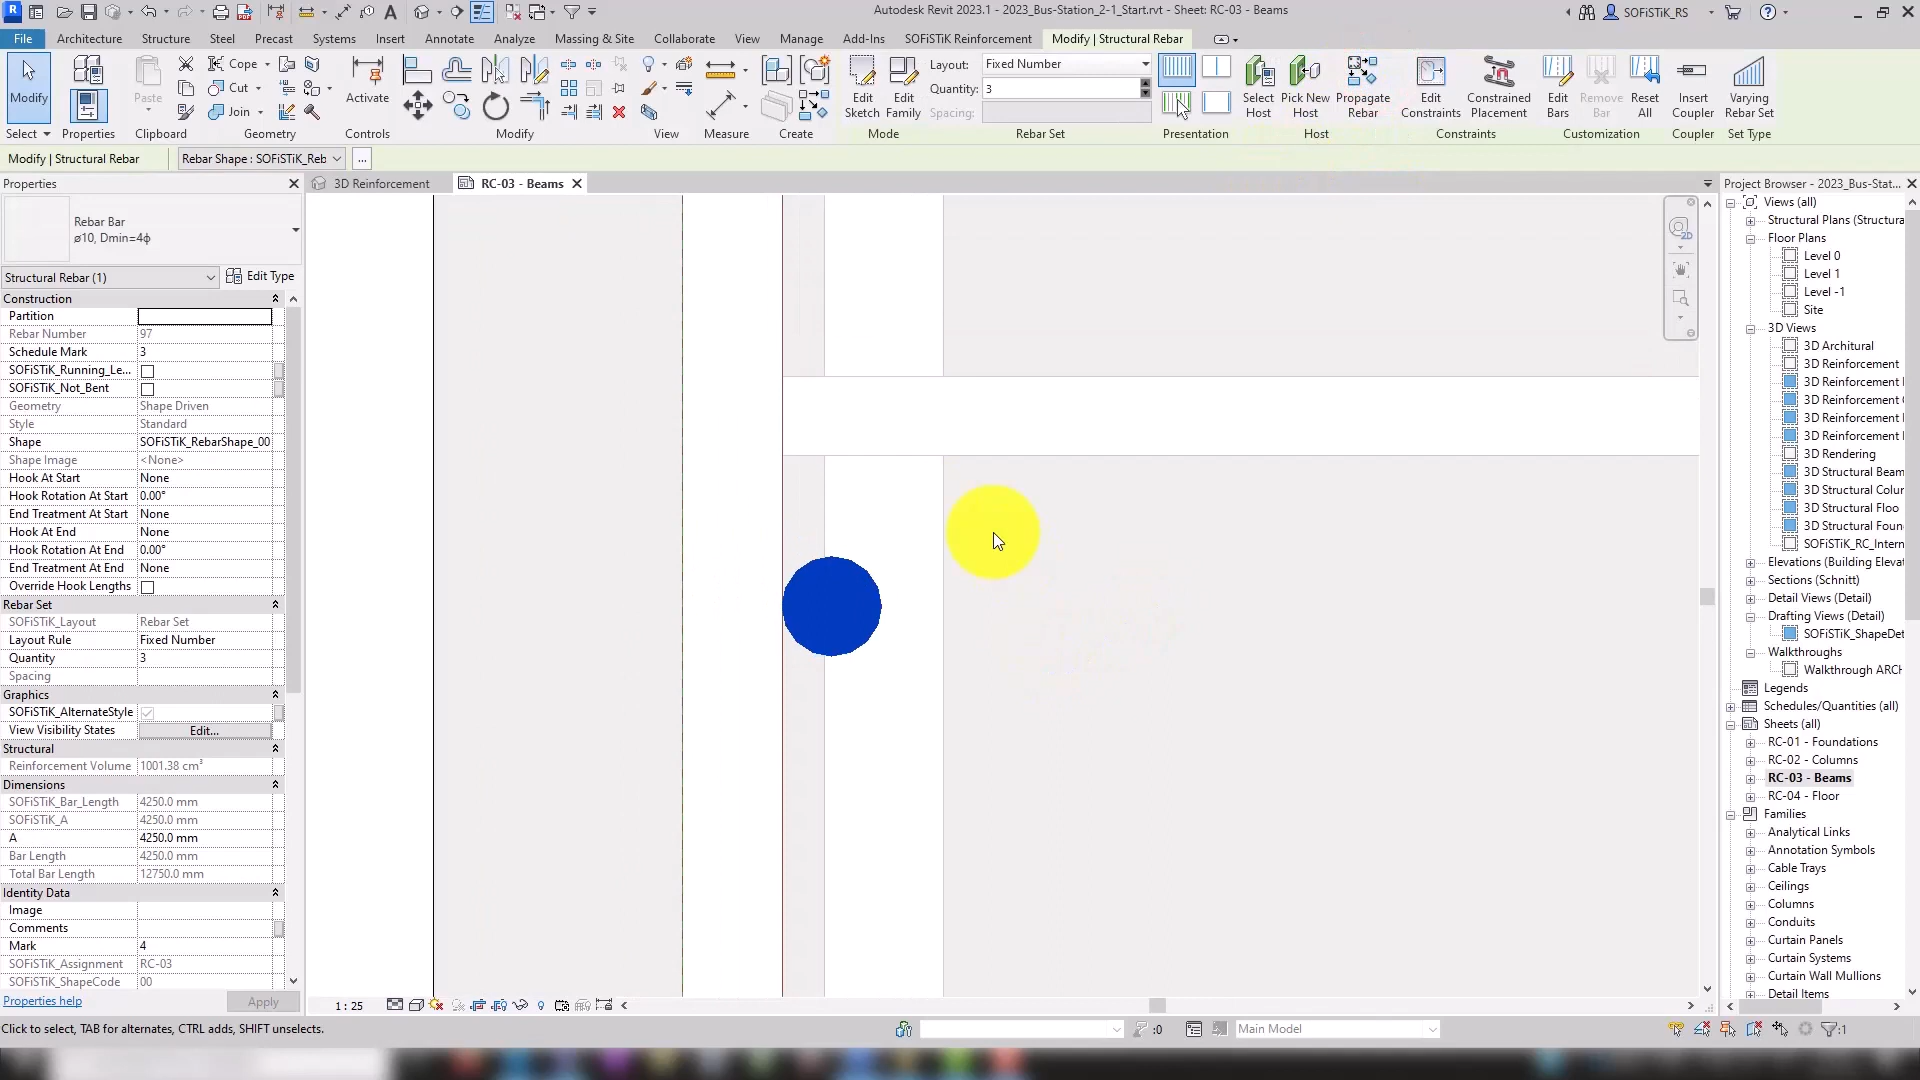 Autodesk Revit 2023.1 - 2023_Bus-Station_2-1_Start.rvt - Sheet: RC-03 - Beams
SOFiSTiK_RS
File Architecture Structure Steel Precast Systems Insert Annotate Analyze Massing & Site Collaborate View Manage Add-Ins SOFiSTiK Reinforcement Modify | Structural Rebar
Modify
Paste
Cope
Cut
Join
Activate
Edit Sketch
Edit Family
Layout: Fixed Number
Quantity: 3
Spacing:
Select Host
Pick New Host
Propagate Rebar
Edit Constraints
Constrained Placement
Edit Bars
Remove Bar
Reset All
Insert Coupler
Varying Rebar Set
Select Properties Clipboard Geometry Controls Modify View Measure Create Mode Rebar Set Presentation Host Constraints Customization Coupler Set Type
Modify | Structural Rebar
Rebar Shape : SOFiSTiK_Reb
...
Properties
3D Reinforcement
RC-03 - Beams
Rebar Bar
ø10, Dmin=4ϕ
Structural Rebar (1)
Edit Type
Construction
Partition
Rebar Number 97
Schedule Mark 3
SOFiSTiK_Running_Le...
SOFiSTiK_Not_Bent
Geometry Shape Driven
Style Standard
Shape SOFiSTiK_RebarShape_00
Shape Image <None>
Hook At Start None
Hook Rotation At Start 0.00°
End Treatment At Start None
Hook At End None
Hook Rotation At End 0.00°
End Treatment At End None
Override Hook Lengths
Rebar Set
SOFiSTiK_Layout Rebar Set
Layout Rule Fixed Number
Quantity 3
Spacing
Graphics
SOFiSTiK_AlternateStyle
View Visibility States Edit...
Structural
Reinforcement Volume 1001.38 cm³
Dimensions
SOFiSTiK_Bar_Length 4250.0 mm
SOFiSTiK_A 4250.0 mm
A 4250.0 mm
Bar Length 4250.0 mm
Total Bar Length 12750.0 mm
Identity Data
Image
Comments
Mark 4
SOFiSTiK_Assignment RC-03
SOFiSTiK_ShapeCode 00
Properties help
Apply
2D
1 : 25
Project Browser - 2023_Bus-Stat...
Views (all)
Structural Plans (Structura
Floor Plans
Level 0
Level 1
Level -1
Site
3D Views
3D Architural
3D Reinforcement
3D Reinforcement
3D Reinforcement
3D Reinforcement
3D Reinforcement
3D Rendering
3D Structural Beam
3D Structural Colur
3D Structural Floo
3D Structural Foun
SOFiSTiK_RC_Intern
Elevations (Building Elevat
Sections (Schnitt)
Detail Views (Detail)
Drafting Views (Detail)
SOFiSTiK_ShapeDet
Walkthroughs
Walkthrough ARCH
Legends
Schedules/Quantities (all)
Sheets (all)
RC-01 - Foundations
RC-02 - Columns
RC-03 - Beams
RC-04 - Floor
Families
Analytical Links
Annotation Symbols
Cable Trays
Ceilings
Columns
Conduits
Curtain Panels
Curtain Systems
Curtain Wall Mullions
Detail Items
Click to select, TAB for alternates, CTRL adds, SHIFT unselects.
:0
Main Model
:1